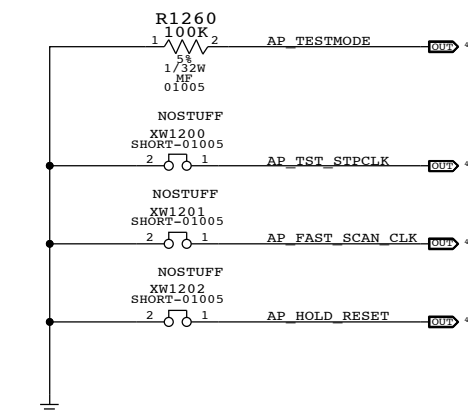 R1260
100K
1 2 AP_TESTMODE OUT 4
5%
1/32W
MF
01005
NOSTUFF
XW1200
SHORT-01005
2 1 AP_TST_STPCLK OUT 4
NOSTUFF
XW1201
SHORT-01005
2 1 AP_FAST_SCAN_CLK OUT 4
NOSTUFF
XW1202
SHORT-01005
2 1 AP_HOLD_RESET OUT 4